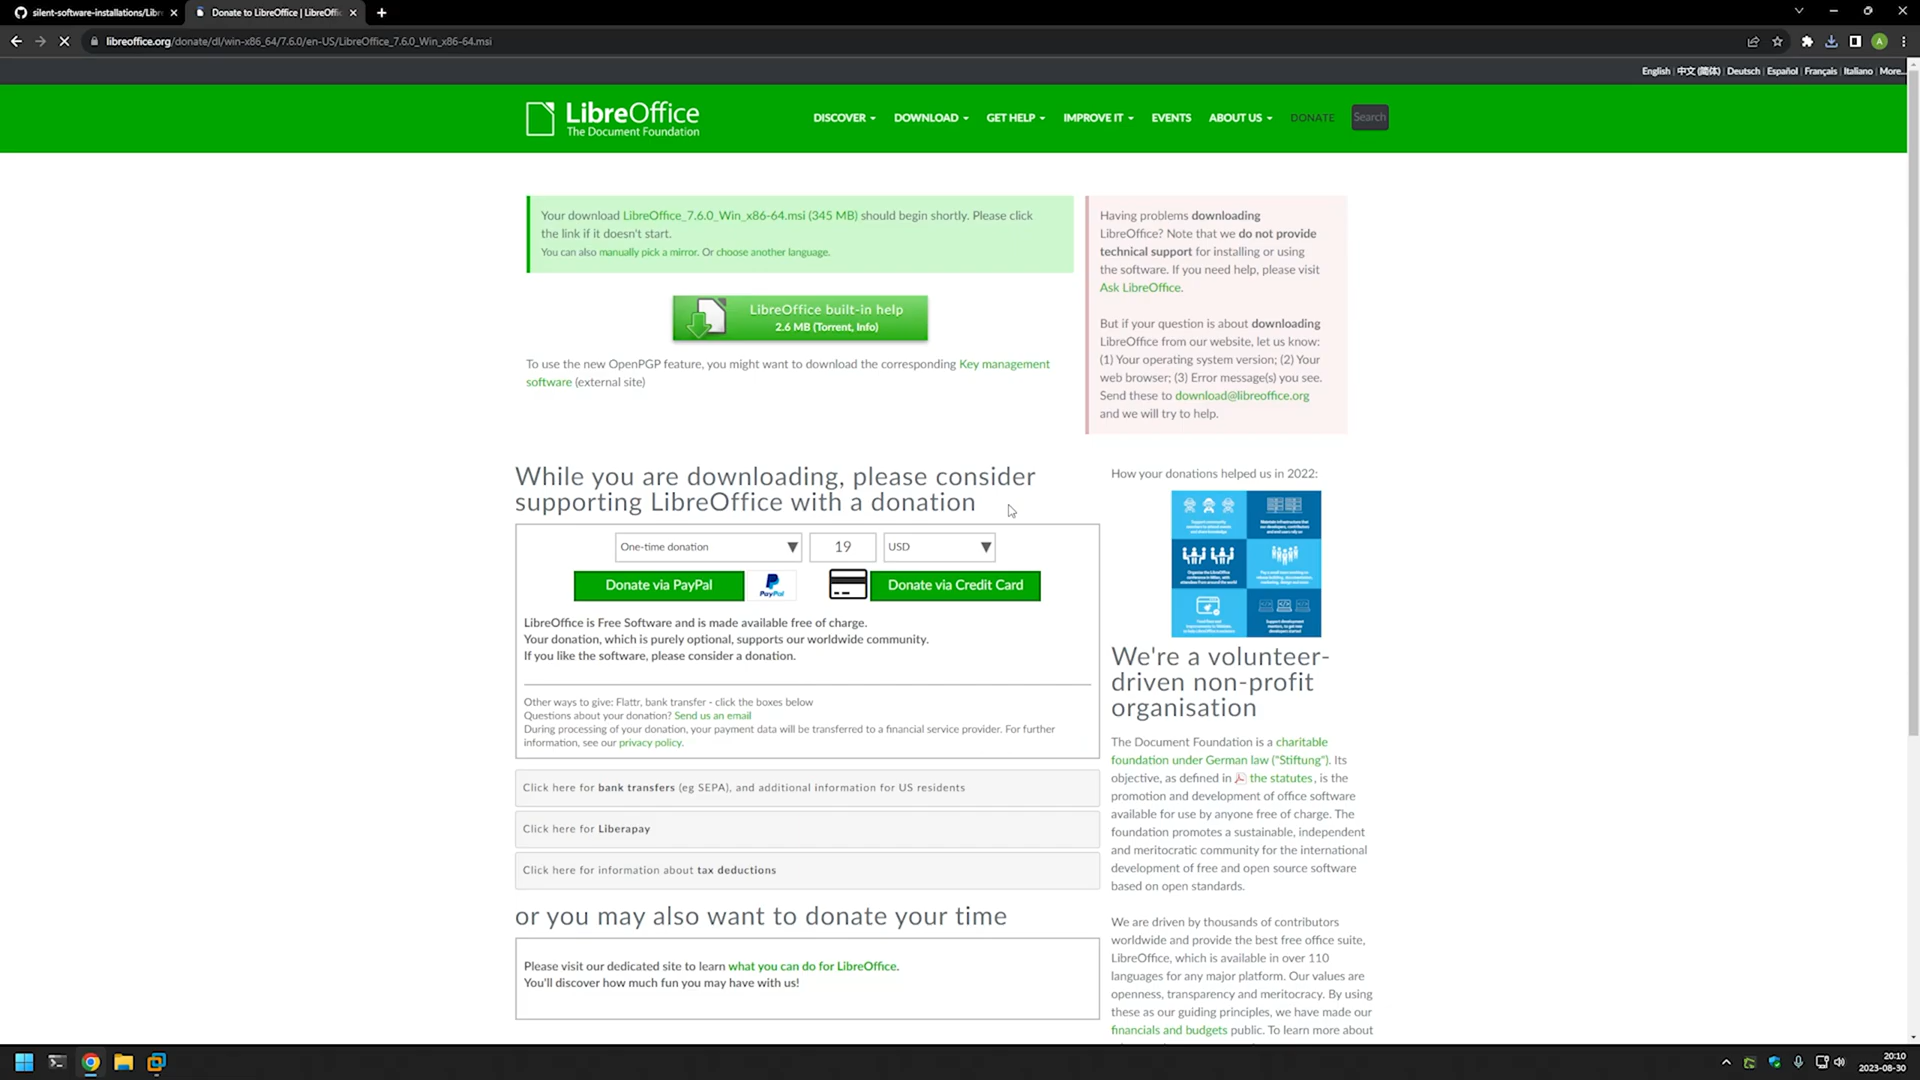 silent-software-installations/Libr
Donate to LibreOffice | LibreOffic
libreoffice.org/donate/dl/win-x86_64/7.6.0/en-US/LibreOffice_7.6.0_Win_x86-64.msi
A
English | 中文 (简体) | Deutsch | Español | Français | Italiano | More...
LibreOffice
The Document Foundation
DISCOVER DOWNLOAD GET HELP IMPROVE IT EVENTS ABOUT US DONATE Search
Your download LibreOffice_7.6.0_Win_x86-64.msi (345 MB) should begin shortly. Please click
the link if it doesn't start.
You can also manually pick a mirror. Or choose another language.
LibreOffice built-in help
2.6 MB (Torrent, Info)
To use the new OpenPGP feature, you might want to download the corresponding Key management
software (external site)
Having problems downloading
LibreOffice? Note that we do not provide
technical support for installing or using
the software. If you need help, please visit
Ask LibreOffice.
But if your question is about downloading
LibreOffice from our website, let us know:
(1) Your operating system version; (2) Your
web browser; (3) Error message(s) you see.
Send these to download@libreoffice.org
and we will try to help.
While you are downloading, please consider
supporting LibreOffice with a donation
One-time donation 19 USD
Donate via PayPal PayPal Donate via Credit Card
LibreOffice is Free Software and is made available free of charge.
Your donation, which is purely optional, supports our worldwide community.
If you like the software, please consider a donation.
Other ways to give: Flattr, bank transfer - click the boxes below
Questions about your donation? Send us an email
During processing of your donation, your payment data will be transferred to a financial service provider. For further
information, see our privacy policy.
Click here for bank transfers (eg SEPA), and additional information for US residents
Click here for Liberapay
Click here for information about tax deductions
or you may also want to donate your time
Please visit our dedicated site to learn what you can do for LibreOffice.
You'll discover how much fun you may have with us!
How your donations helped us in 2022:
We're a volunteer-
driven non-profit
organisation
The Document Foundation is a charitable
foundation under German law ("Stiftung"). Its
objective, as defined in the statutes, is the
promotion and development of office software
available for use by anyone free of charge. The
foundation promotes a sustainable, independent
and meritocratic community for the international
development of free and open source software
based on open standards.
We are driven by thousands of contributors
worldwide and provide the best free office suite,
LibreOffice, which is available in over 110
languages for any major platform. Our values are
openness, transparency and meritocracy. By using
these as our guiding principles, we have made our
financials and budgets public. To learn more about
20:10
2023-08-30